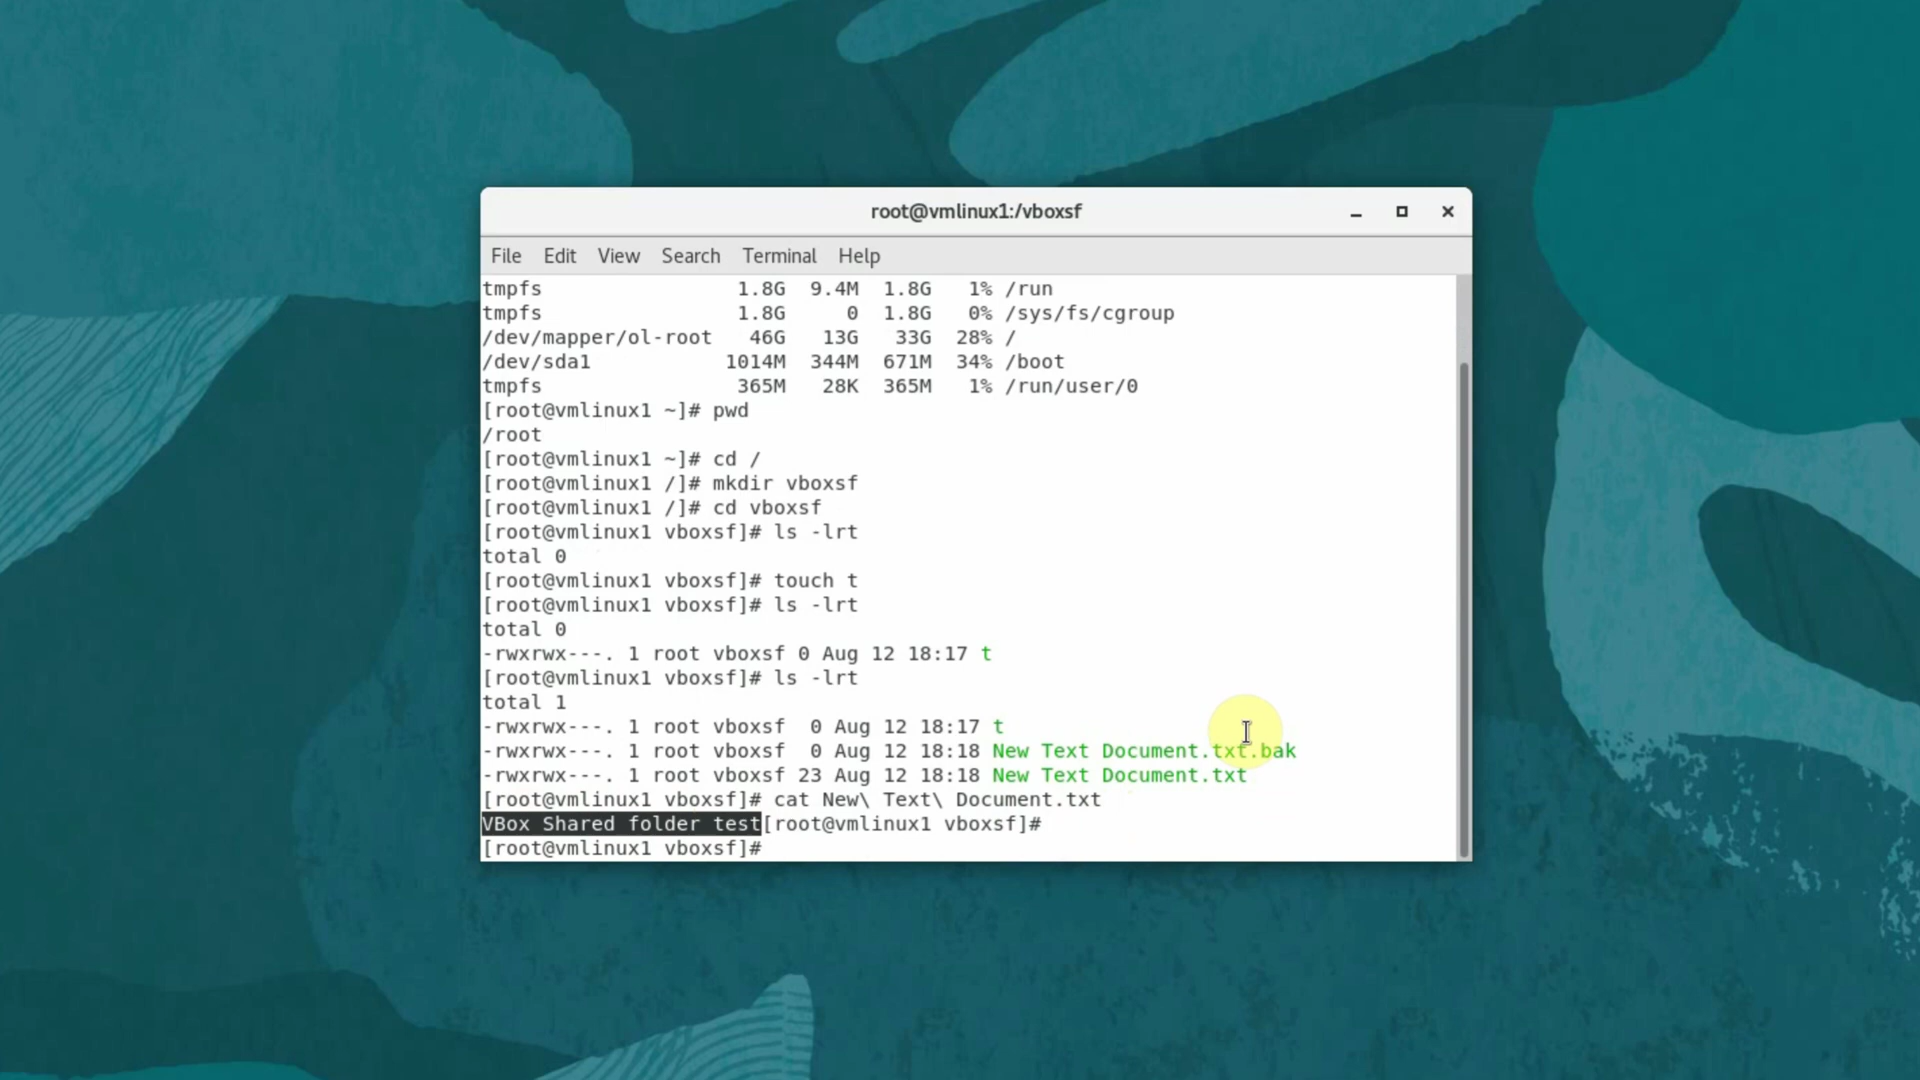 root@vmlinux1:/vboxsf
File Edit View Search Terminal Help
tmpfs 1.8G 9.4M 1.8G 1% /run
tmpfs 1.8G 0 1.8G 0% /sys/fs/cgroup
/dev/mapper/ol-root 46G 13G 33G 28% /
/dev/sda1 1014M 344M 671M 34% /boot
tmpfs 365M 28K 365M 1% /run/user/0
[root@vmlinux1 ~]# pwd
/root
[root@vmlinux1 ~]# cd /
[root@vmlinux1 /]# mkdir vboxsf
[root@vmlinux1 /]# cd vboxsf
[root@vmlinux1 vboxsf]# ls -lrt
total 0
[root@vmlinux1 vboxsf]# touch t
[root@vmlinux1 vboxsf]# ls -lrt
total 0
-rwxrwx---. 1 root vboxsf 0 Aug 12 18:17 t
[root@vmlinux1 vboxsf]# ls -lrt
total 1
-rwxrwx---. 1 root vboxsf 0 Aug 12 18:17 t
-rwxrwx---. 1 root vboxsf 0 Aug 12 18:18 New Text Document.txt.bak
-rwxrwx---. 1 root vboxsf 23 Aug 12 18:18 New Text Document.txt
[root@vmlinux1 vboxsf]# cat New\ Text\ Document.txt
VBox Shared folder test[root@vmlinux1 vboxsf]#
[root@vmlinux1 vboxsf]#